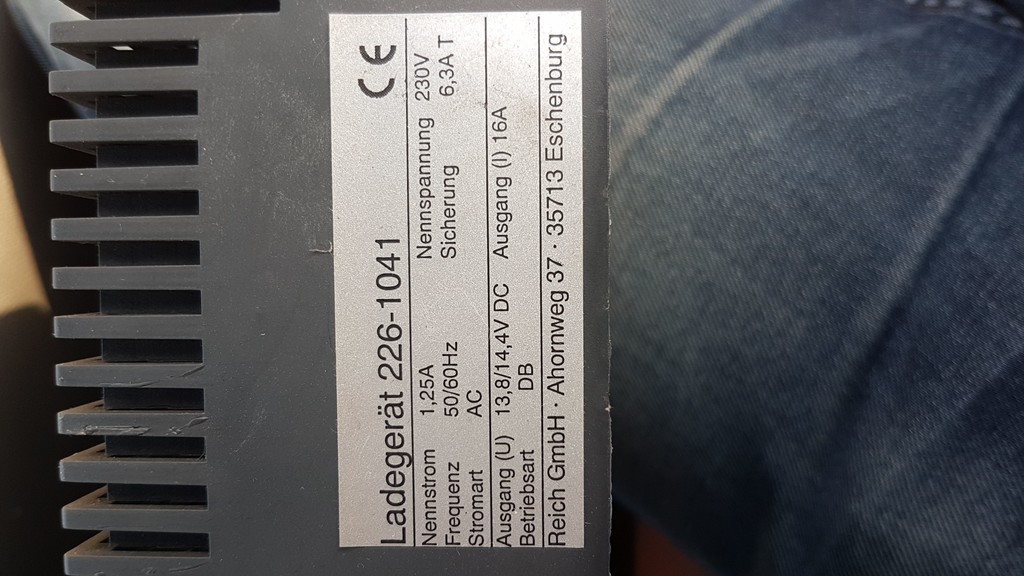 Ladegerät 226-1041 CE
Nennstrom 1,25A Nennspannung 230V
Frequenz 50/60Hz Sicherung 6,3A T
Stromart AC
Ausgang (U) 13,8/14,4V DC Ausgang (I) 16A
Betriebsart DB
Reich GmbH · Ahornweg 37 · 35713 Eschenburg